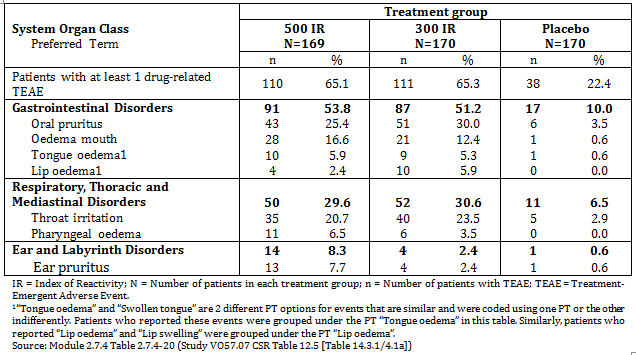 Treatment group
System Organ Class 500 IR 300 IR Placebo
Preferred Term N=169 N=170 N=170
n % n % n %
Patients with at least 1 drug-related 110 65.1 111 65.3 38 22.4
TEAE
Gastrointestinal Disorders 91 53.8 87 51.2 17 10.0
Oral pruritus 43 25.4 51 30.0 6 3.5
Oedema mouth 28 16.6 21 12.4 1 0.6
Tongue oedema1 10 5.9 9 5.3 1 0.6
Lip oedema1 4 2.4 10 5.9 0 0.0
Respiratory, Thoracic and
Mediastinal Disorders 50 29.6 52 30.6 11 6.5
Throat irritation 35 20.7 40 23.5 5 2.9
Pharyngeal oedema 11 6.5 6 3.5 0 0.0
Ear and Labyrinth Disorders 14 8.3 4 2.4 1 0.6
Ear pruritus 13 7.7 4 2.4 1 0.6
IR = Index of Reactivity; N = Number of patients in each treatment group; n = Number of patients with TEAE; TEAE = Treatment-
Emergent Adverse Event.
1"Tongue oedema" and "Swollen tongue" are 2 different PT options for events that are similar and were coded using one PT or the other
indifferently. Patients who reported these events were grouped under the PT "Tongue oedema" in this table. Similarly, patients who
reported "Lip oedema" and "Lip swelling" were grouped under the PT "Lip oedema".
Source: Module 2.7.4 Table 2.7.4-20 (Study VO57.07 CSR Table 12.5 [Table 14.3.1/4.1a])